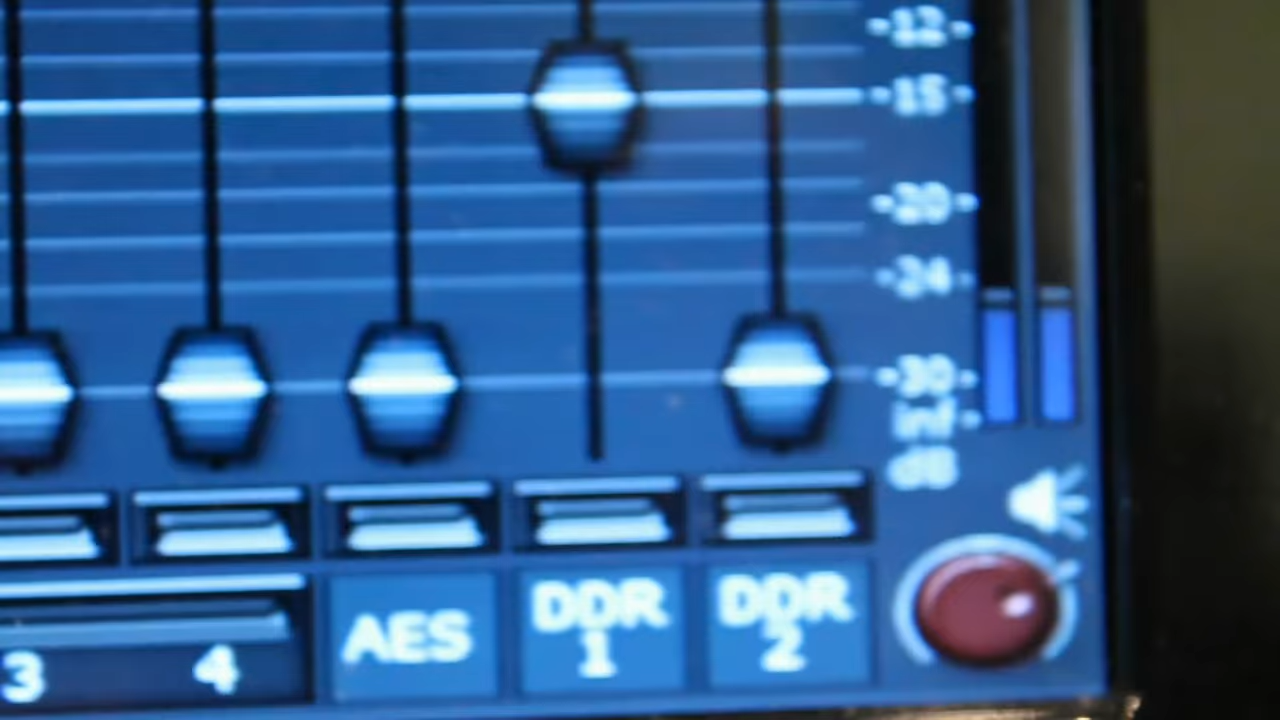 -12-
-15-
-20-
-24-
-30-
inf-
dB
3
4
AES
DDR
1
DDR
2